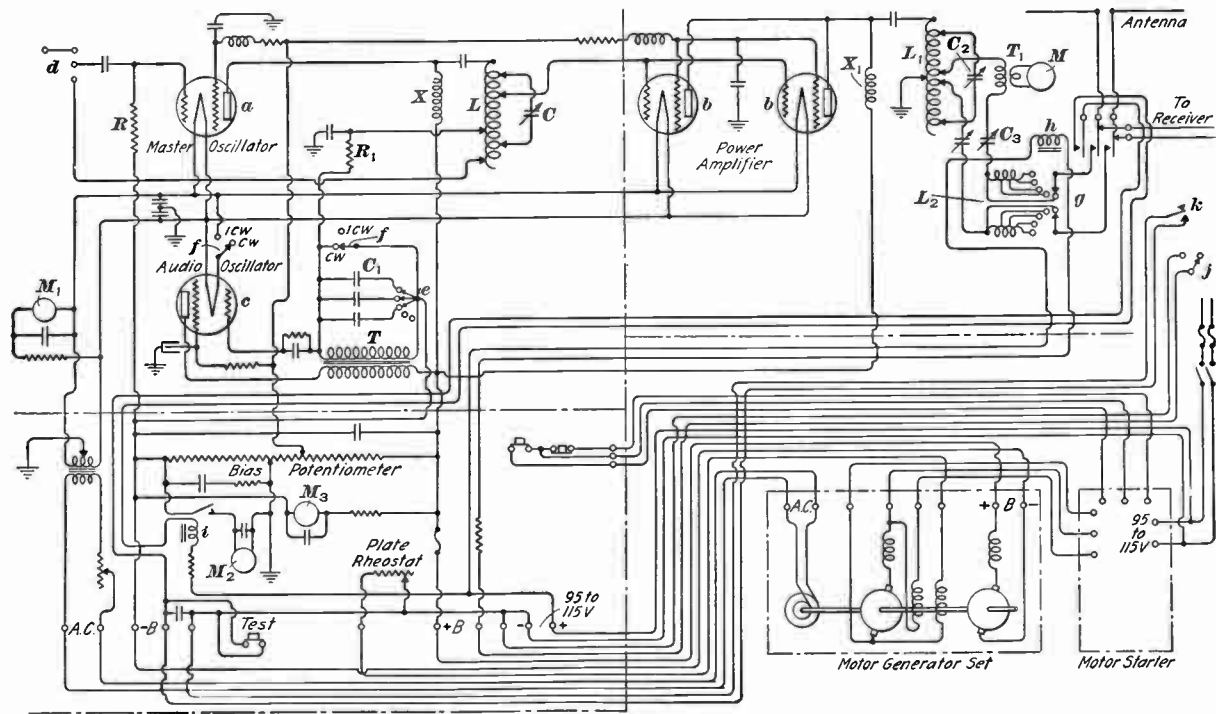 Antenna
d
a
X
L
C
b
b
X₁
L₁
C₂
T₁
M
To
Receiver
R
Master Oscillator
R₁
Power
Amplifier
C₃
h
L₂
g
k
j
ICW
CW
f
Audio Oscillator
ICW
f
CW
C₁
e
M₁
c
T
Bias Potentiometer
M₃
i
M₂
Plate
Rheostat
95 to
115V
A.C.
-B
Test
+B
-
+
A.C.
+ B -
95
to
115V
Motor Generator Set
Motor Starler